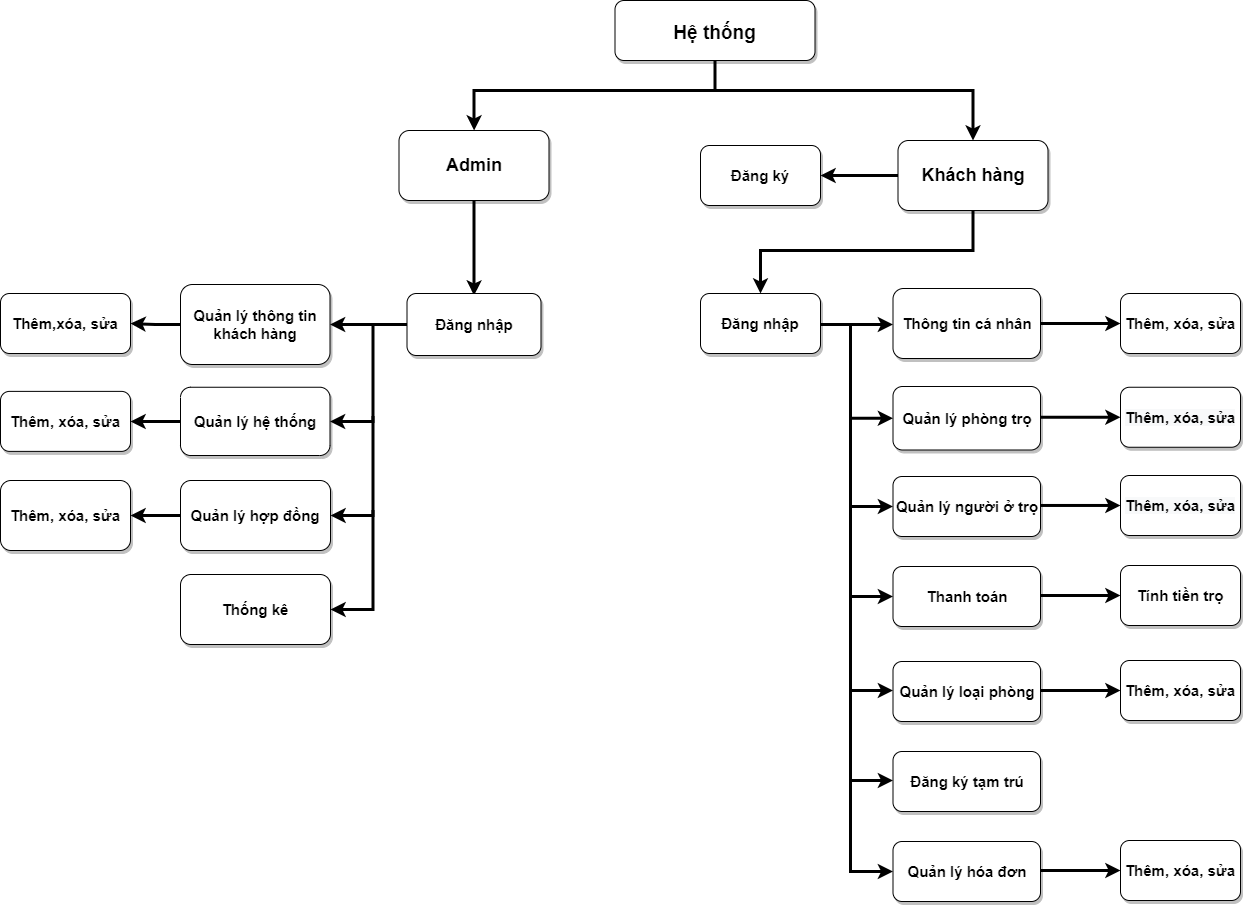 Hệ thống
Admin
Khách hàng
Đăng ký
Thêm,xóa, sửa
Quản lý thông tin
khách hàng
Đăng nhập
Đăng nhập
Thông tin cá nhân
Thêm, xóa, sửa
Thêm, xóa, sửa
Quản lý hệ thống
Quản lý phòng trọ
Thêm, xóa, sửa
Thêm, xóa, sửa
Quản lý hợp đồng
Quản lý người ở trọ
Thêm, xóa, sửa
Thống kê
Thanh toán
Tính tiền trọ
Quản lý loại phòng
Thêm, xóa, sửa
Đăng ký tạm trú
Quản lý hóa đơn
Thêm, xóa, sửa